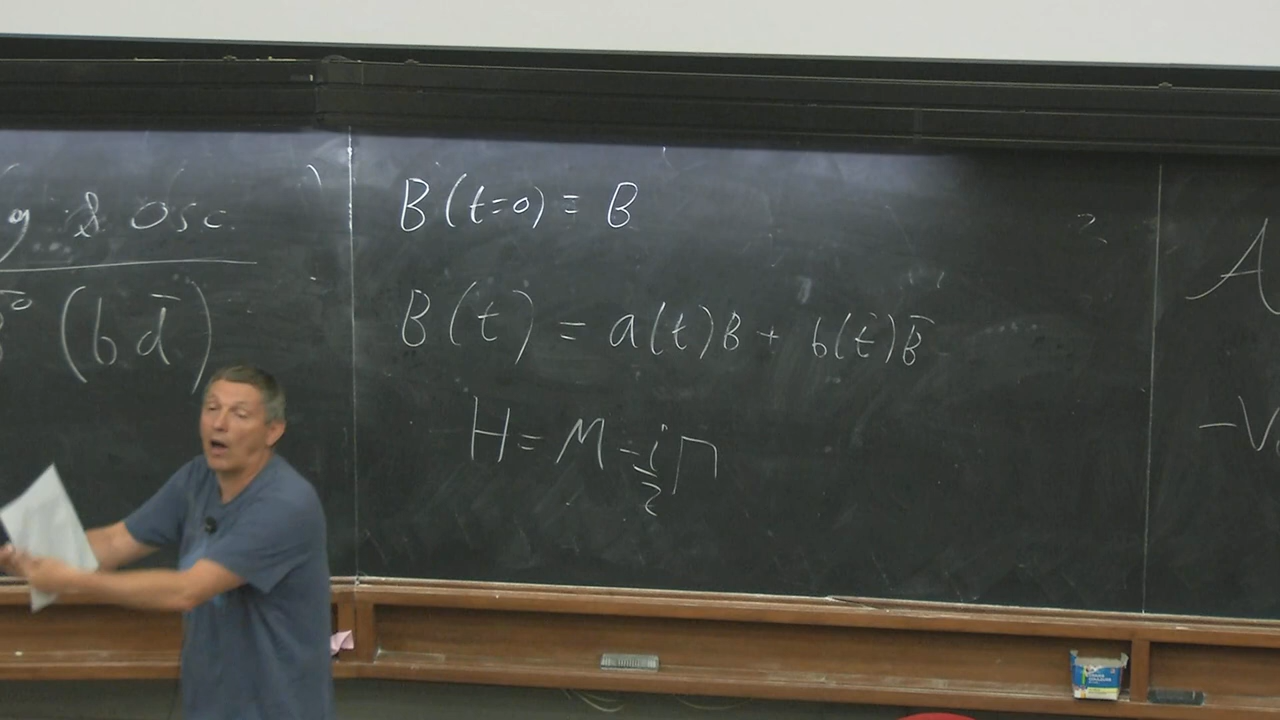 & Osc.
(b d̄)
B(t=0) = B
B(t) = a(t)B + b(t)B̄
H = M - i/2 Γ
A
-V